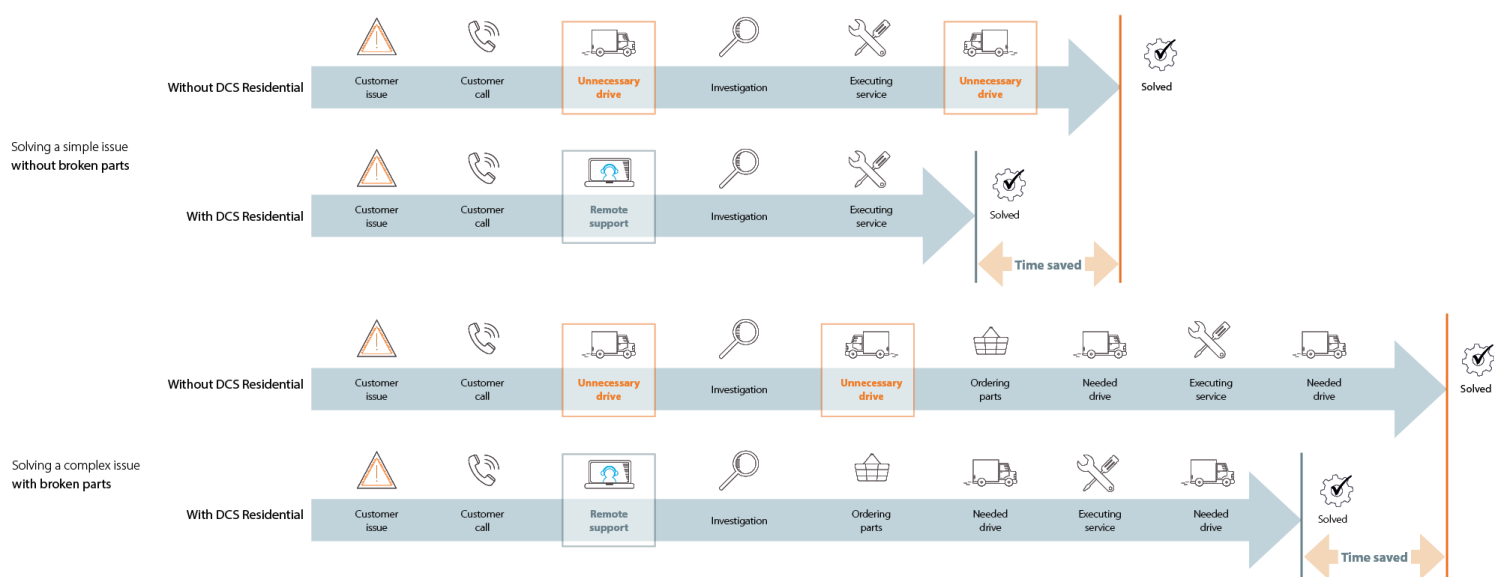 Without DCS Residential
Customer
issue
Customer
call
Unnecessary
drive
Investigation
Executing
service
Unnecessary
drive
Solved
Solving a simple issue
without broken parts
With DCS Residential
Customer
issue
Customer
call
Remote
support
Investigation
Executing
service
Solved
Time saved
Without DCS Residential
Customer
issue
Customer
call
Unnecessary
drive
Investigation
Unnecessary
drive
Ordering
parts
Needed
drive
Executing
service
Needed
drive
Solved
Solving a complex issue
with broken parts
With DCS Residential
Customer
issue
Customer
call
Remote
support
Investigation
Ordering
parts
Needed
drive
Executing
service
Needed
drive
Solved
Time saved